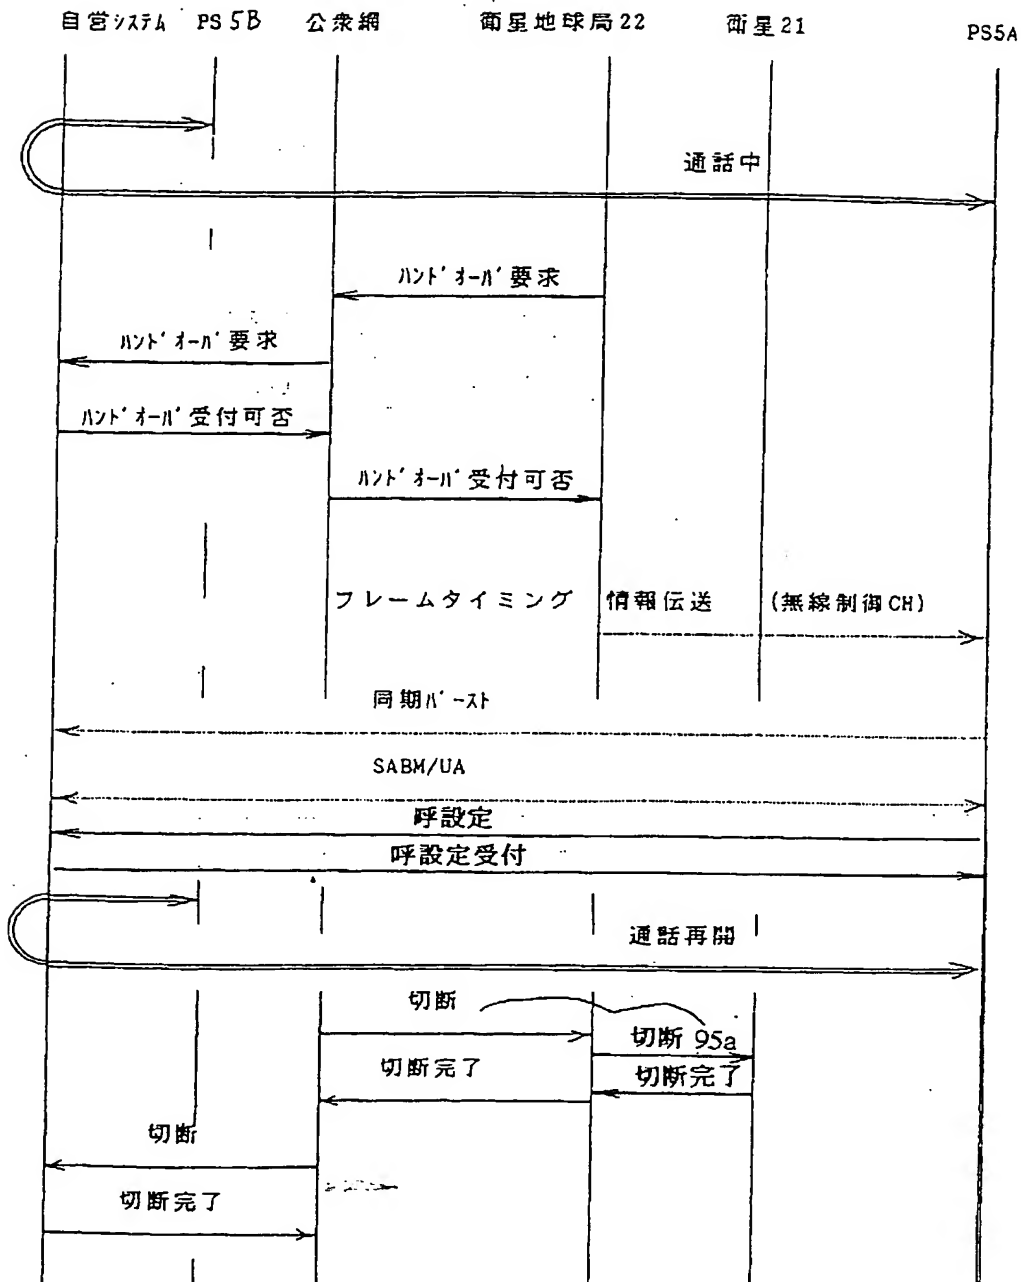 自営ｼｽﾃﾑ PS5B 公衆網 衛星地球局22 衛星21 PS5A
通話中
ﾊﾝﾄﾞｵｰﾊﾞ要求
ﾊﾝﾄﾞｵｰﾊﾞ要求
ﾊﾝﾄﾞｵｰﾊﾞ受付可否
ﾊﾝﾄﾞｵｰﾊﾞ受付可否
フレームタイミング 情報伝送 (無線制御CH)
同期ﾊﾞｰｽﾄ
SABM/UA
呼設定
呼設定受付
通話再開
切断
切断 95a
切断完了
切断完了
切断
切断完了